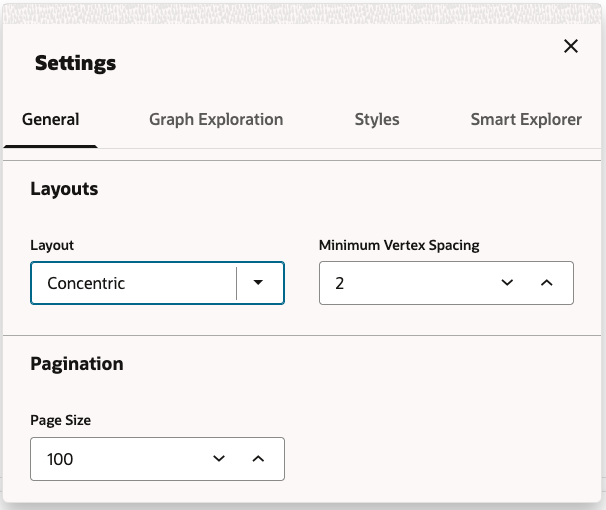 Settings
General Graph Exploration Styles Smart Explorer
Layouts
Layout Minimum Vertex Spacing
Concentric 2
Pagination
Page Size
100